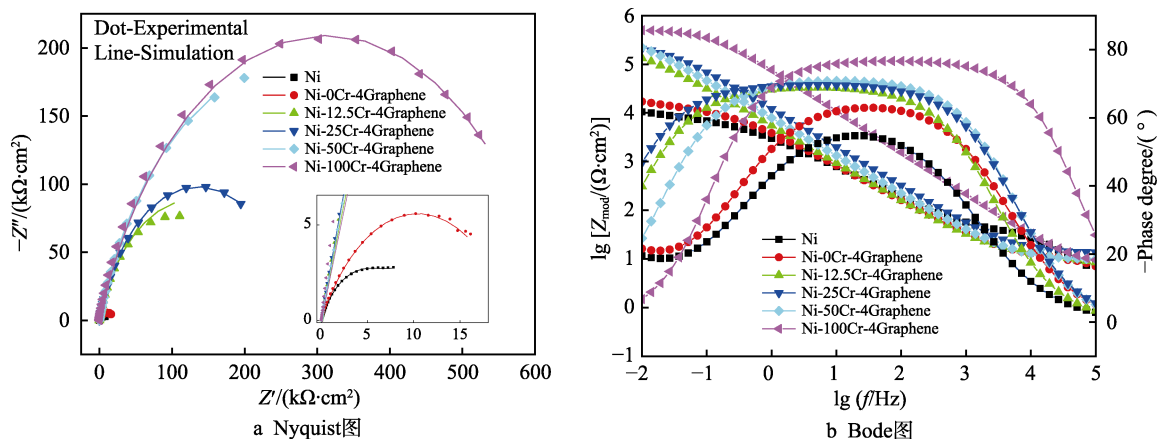 Dot-Experimental
Line-Simulation
Ni
Ni-0Cr-4Graphene
Ni-12.5Cr-4Graphene
Ni-25Cr-4Graphene
Ni-50Cr-4Graphene
Ni-100Cr-4Graphene
200
150
100
50
0
−Z″/(kΩ·cm²)
5
0
0 5 10 15
0 100 200 300 400 500 600
Z′/(kΩ·cm²)
a Nyquist图
6
5
4
3
2
1
0
−1
lg [Zmod/(Ω·cm²)]
Ni
Ni-0Cr-4Graphene
Ni-12.5Cr-4Graphene
Ni-25Cr-4Graphene
Ni-50Cr-4Graphene
Ni-100Cr-4Graphene
80
60
40
20
0
−Phase degree/(°)
−2 −1 0 1 2 3 4 5
lg (f/Hz)
b Bode图